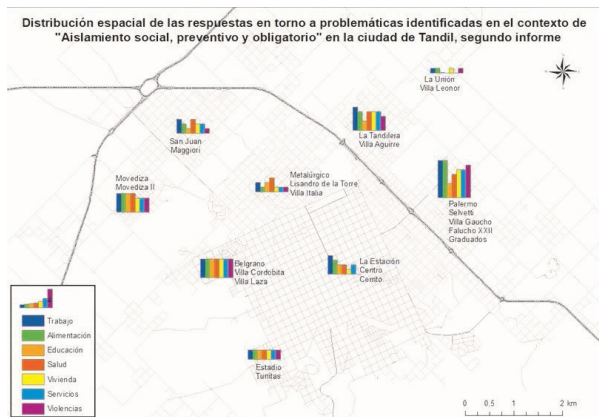 Distribución espacial de las respuestas en torno a problemáticas identificadas en el contexto de
"Aislamiento social, preventivo y obligatorio" en la ciudad de Tandil, segundo informe
La Unión
Villa Leonor
San Juan
Maggiori
La Tandilera
Villa Aguirre
Movediza
Movediza II
Metalúrgico
Lisandro de la Torre
Villa Italia
Palermo
Selvetti
Villa Gaucho
Falucho XXII
Graduados
Belgrano
Villa Cordobita
Villa Laza
La Estación
Centro
Cerrito
Estadio
Tunitas
Trabajo
Alimentación
Educación
Salud
Vivienda
Servicios
Violencias
0 0,5 1 2 km